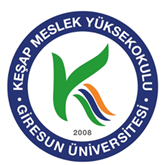 KEŞAP MESLEK YÜKSEKOKULU
2008
• GİRESUN ÜNİVERSİTESİ •